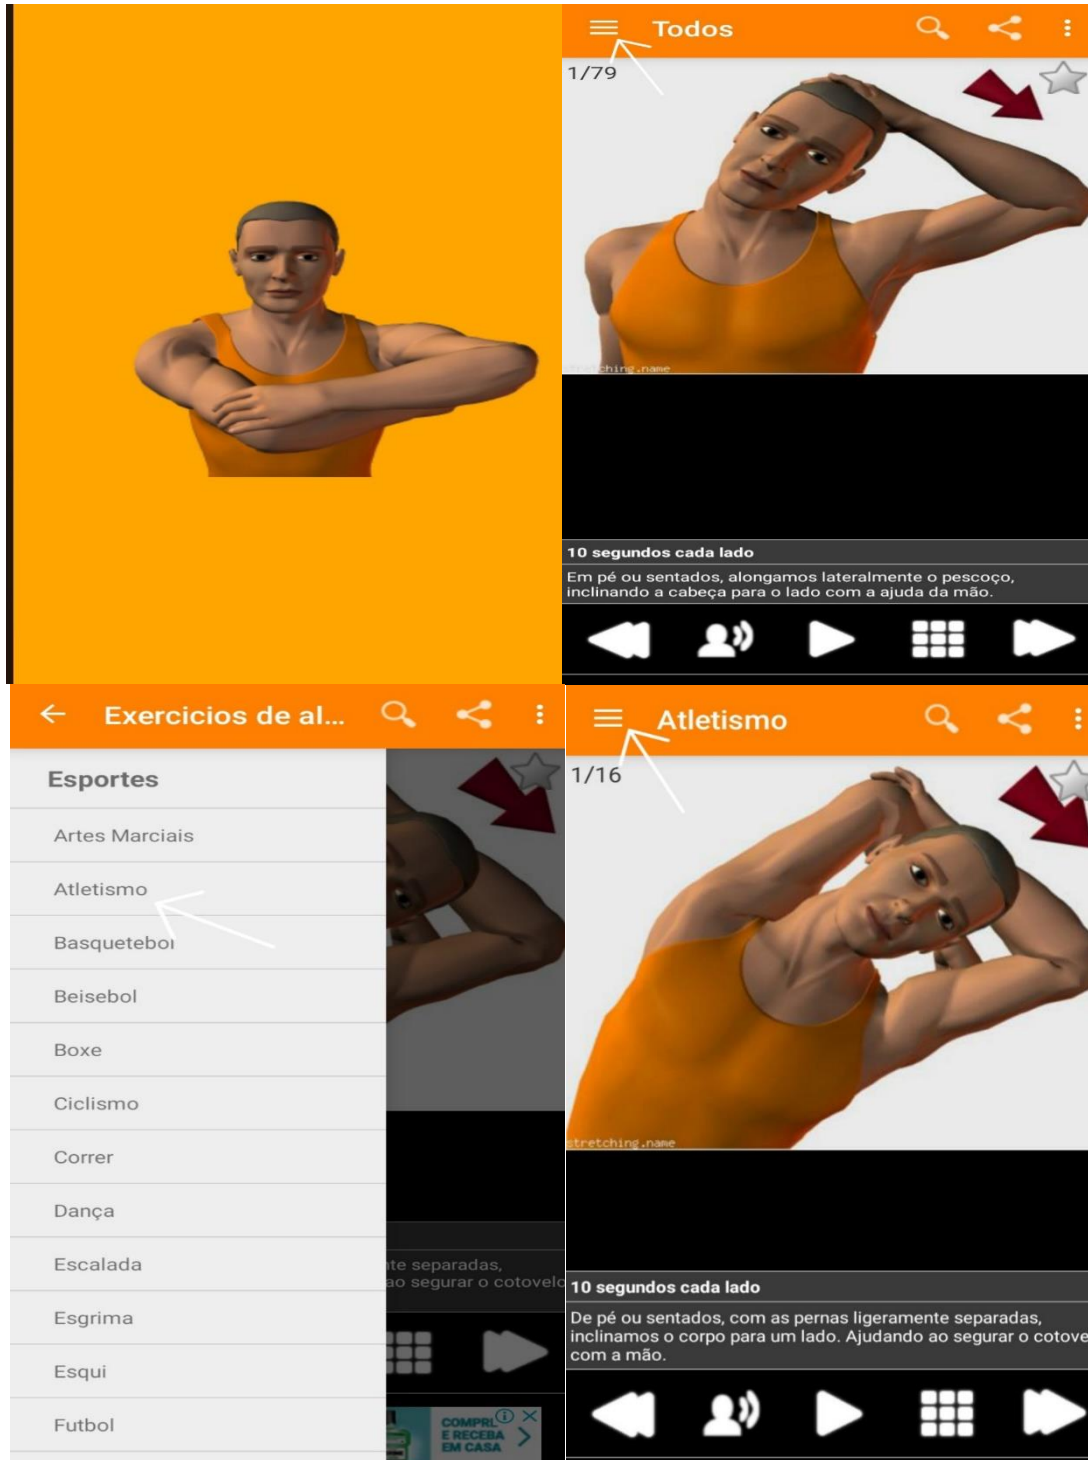 Todos
1/79
10 segundos cada lado
Em pé ou sentados, alongamos lateralmente o pescoço,
inclinando a cabeça para o lado com a ajuda da mão.
Exercicios de al...
Esportes
Artes Marciais
Atletismo
Basquetebol
Beisebol
Boxe
Ciclismo
Correr
Dança
Escalada
Esgrima
Esqui
Futbol
separadas,
ao segurar o cotovelo
COMPRE
E RECEBA
EM CASA
Atletismo
1/16
stretching.name
10 segundos cada lado
De pé ou sentados, com as pernas ligeramente separadas,
inclinamos o corpo para um lado. Ajudando ao segurar o cotove
com a mão.